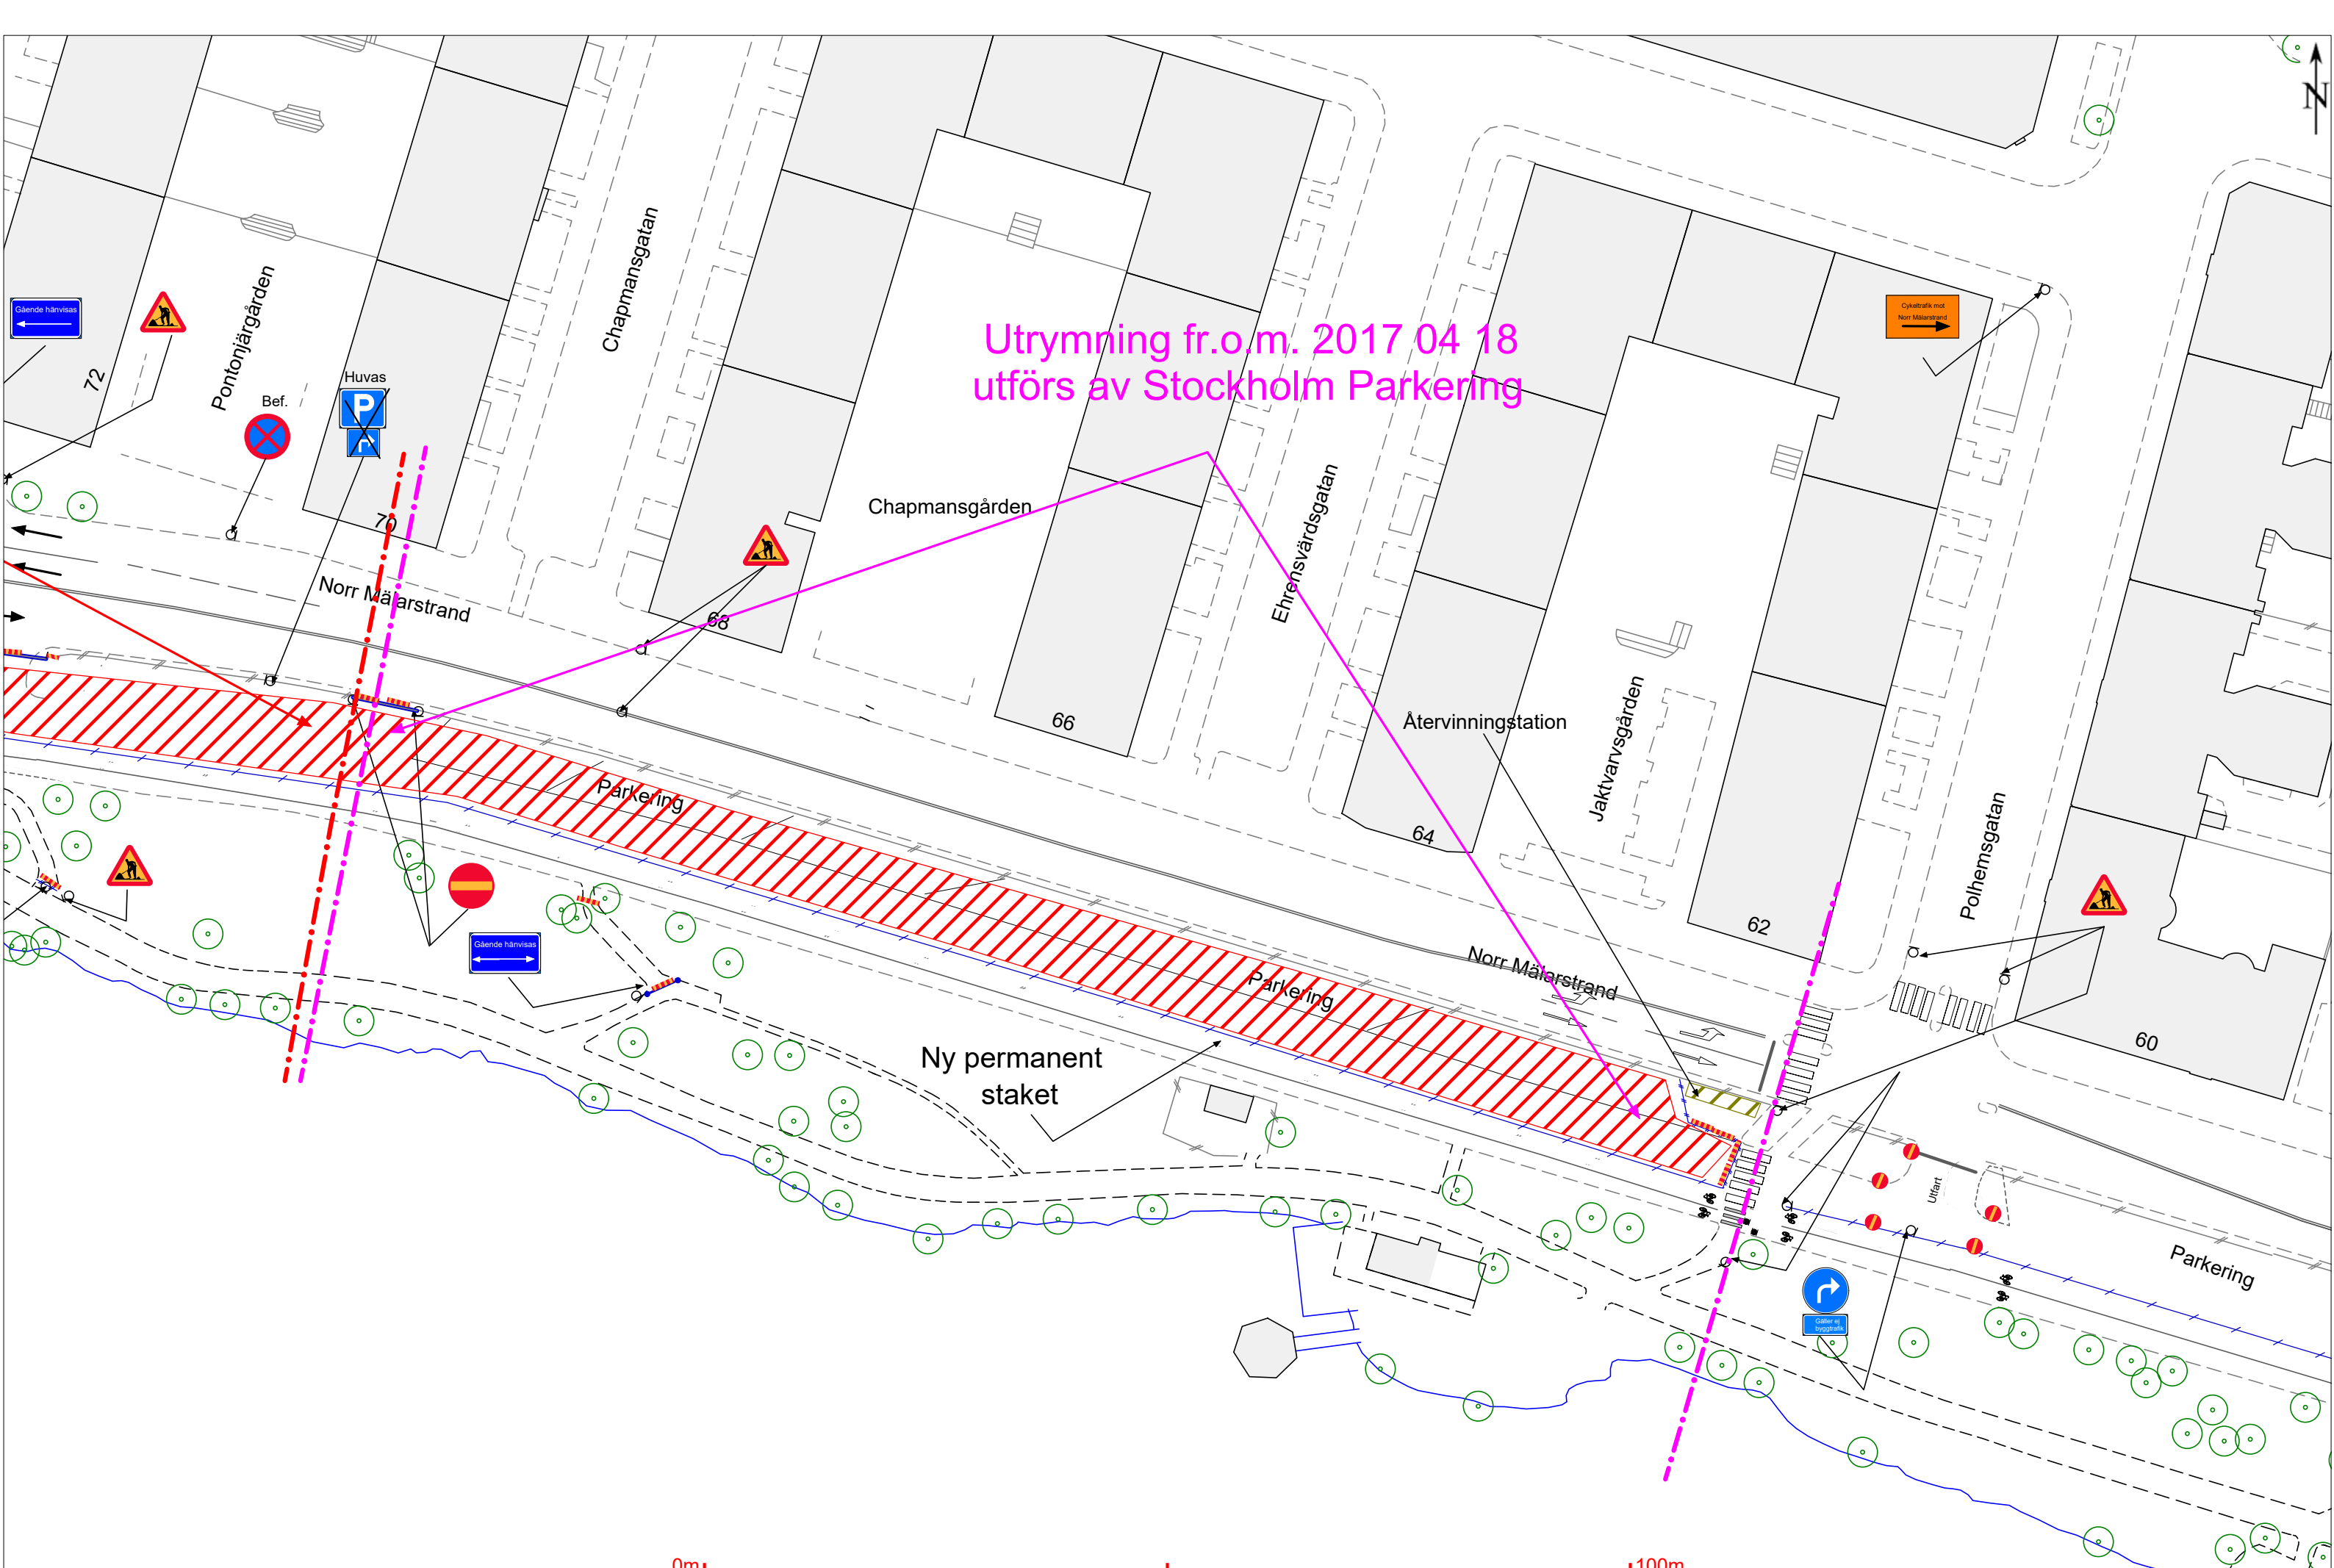 N
Gående hänvisas
72
Pontonjärgården
Bef.
Huvas
P
70
Chapmansgatan
Utrymning fr.o.m. 2017 04 18
utförs av Stockholm Parkering
Cykeltrafik mot
Norr Mälarstrand
Chapmansgården
Ehrensvärdsgatan
Norr Mälarstrand
68
66
Återvinningstation
Jaktvarvsgården
64
Polhemsgatan
62
60
Parkering
Gående hänvisas
Norr Mälarstrand
Parkering
Ny permanent
staket
Utfart
Parkering
Gäller ej
byggtrafik
0m
100m